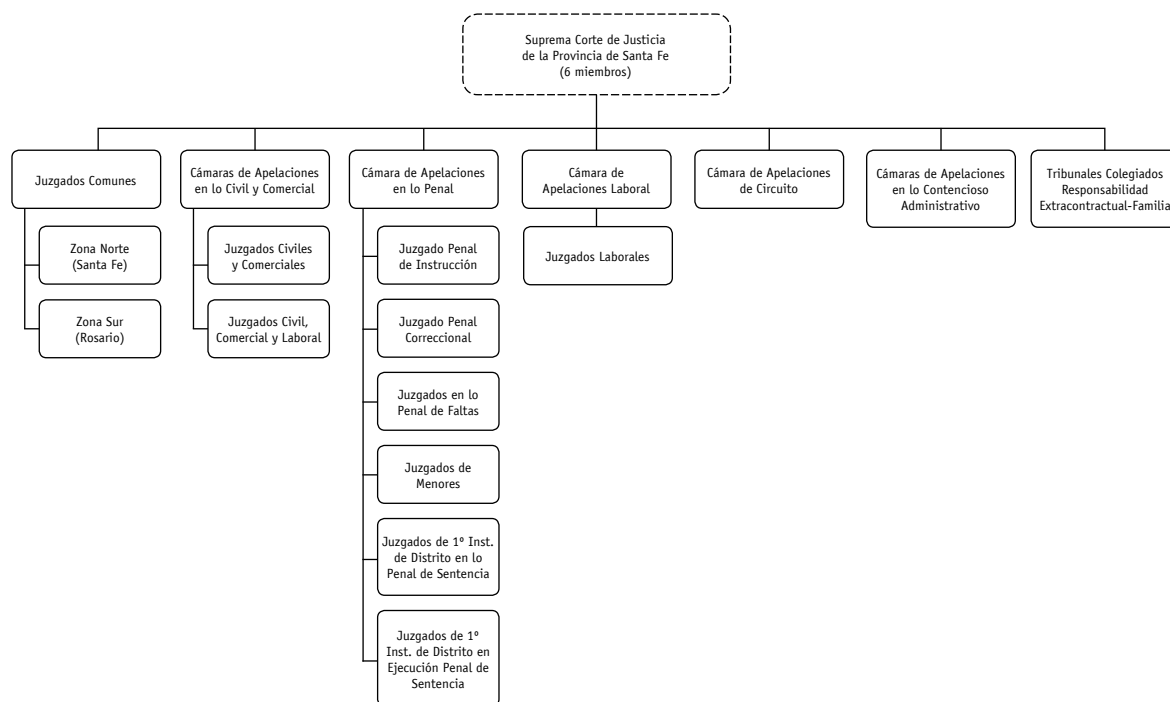 Suprema Corte de Justicia
de la Provincia de Santa Fe
(6 miembros)
Juzgados Comunes
Cámaras de Apelaciones
en lo Civil y Comercial
Cámara de Apelaciones
en lo Penal
Cámara de
Apelaciones Laboral
Cámara de Apelaciones
de Circuito
Cámaras de Apelaciones
en lo Contencioso
Administrativo
Tribunales Colegiados
Responsabilidad
Extracontractual-Familia
Zona Norte
(Santa Fe)
Zona Sur
(Rosario)
Juzgados Civiles
y Comerciales
Juzgados Civil,
Comercial y Laboral
Juzgado Penal
de Instrucción
Juzgado Penal
Correccional
Juzgados en lo
Penal de Faltas
Juzgados de
Menores
Juzgados de 1º Inst.
de Distrito en lo
Penal de Sentencia
Juzgados de 1º
Inst. de Distrito en
Ejecución Penal de
Sentencia
Juzgados Laborales